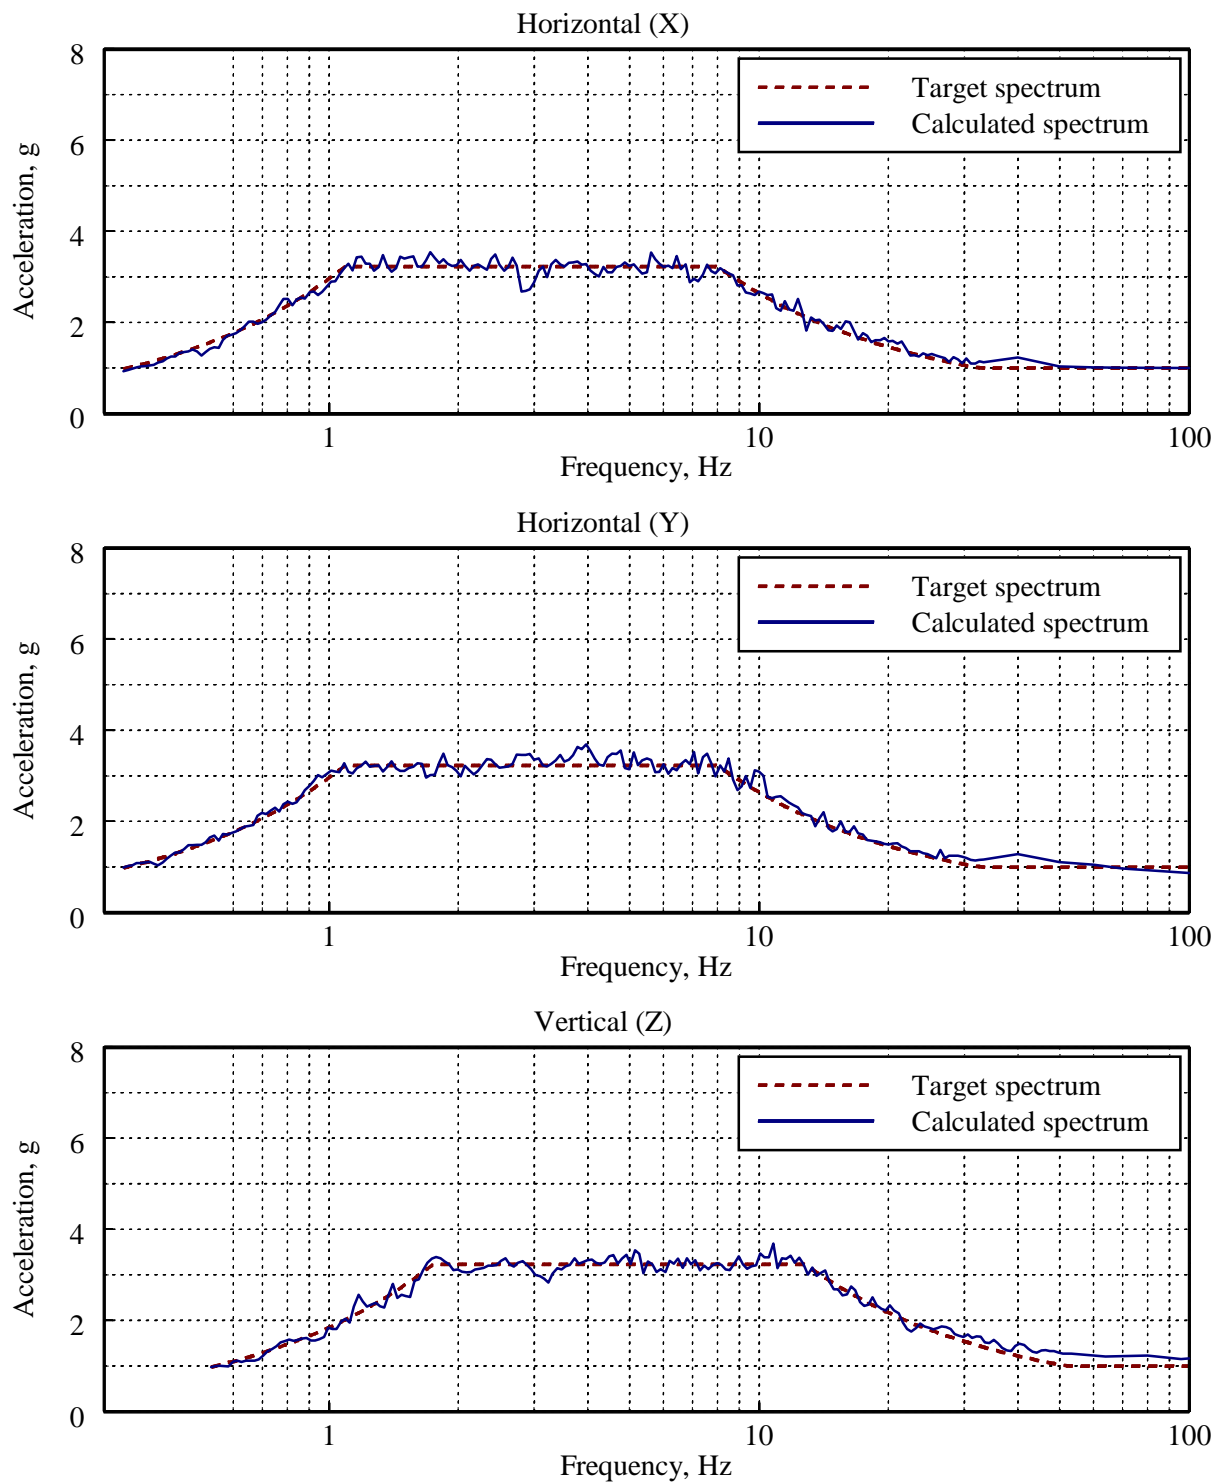 Horizontal (X)
8
6
4
2
0
Acceleration, g
Target spectrum
Calculated spectrum
1
10
100
Frequency, Hz
Horizontal (Y)
8
6
4
2
0
Acceleration, g
Target spectrum
Calculated spectrum
1
10
100
Frequency, Hz
Vertical (Z)
8
6
4
2
0
Acceleration, g
Target spectrum
Calculated spectrum
1
10
100
Frequency, Hz